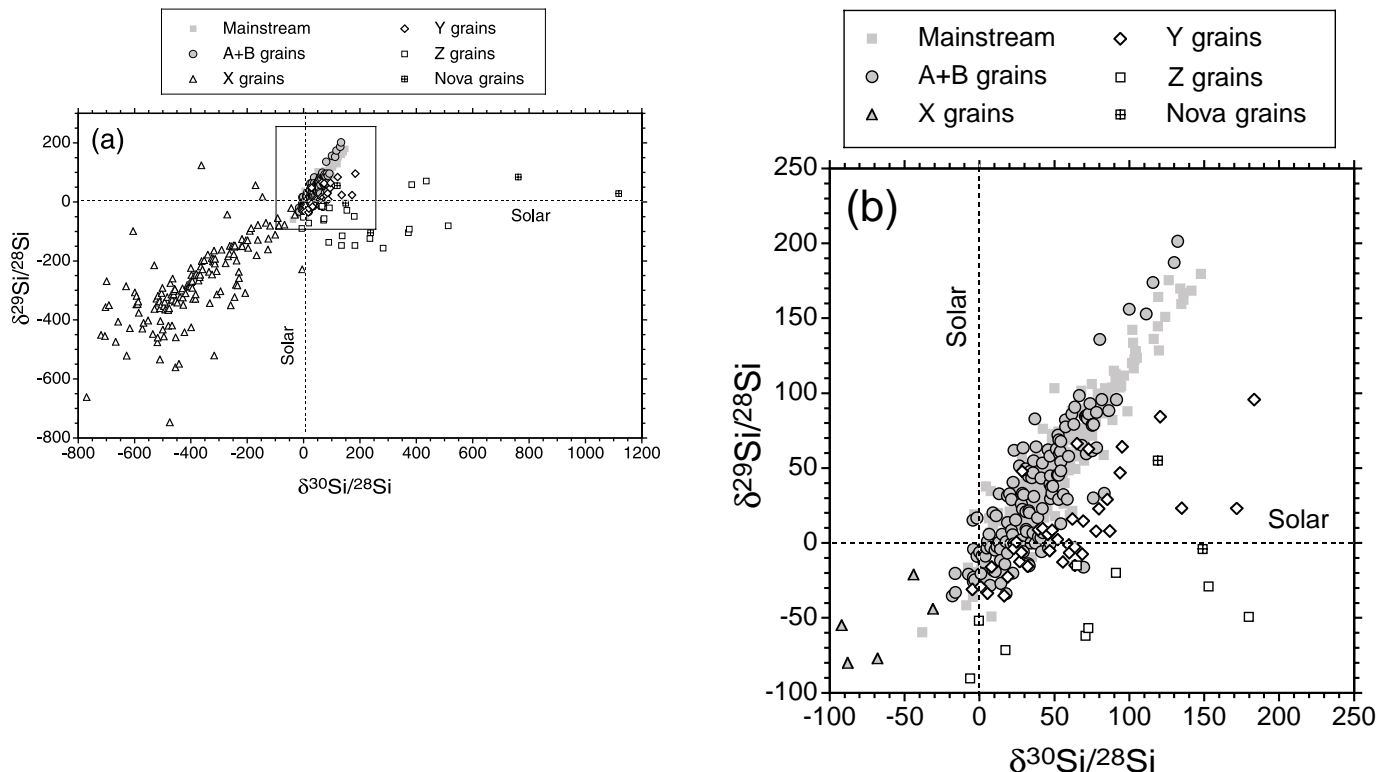 Mainstream
A+B grains
X grains
Y grains
Z grains
Nova grains
(a)
200
0
-200
-400
-600
-800
δ²⁹Si/²⁸Si
Solar
Solar
-800 -600 -400 -200 0 200 400 600 800 1000 1200
δ³⁰Si/²⁸Si
Mainstream
A+B grains
X grains
Y grains
Z grains
Nova grains
(b)
250
200
150
100
50
0
-50
-100
δ²⁹Si/²⁸Si
Solar
Solar
-100 -50 0 50 100 150 200 250
δ³⁰Si/²⁸Si